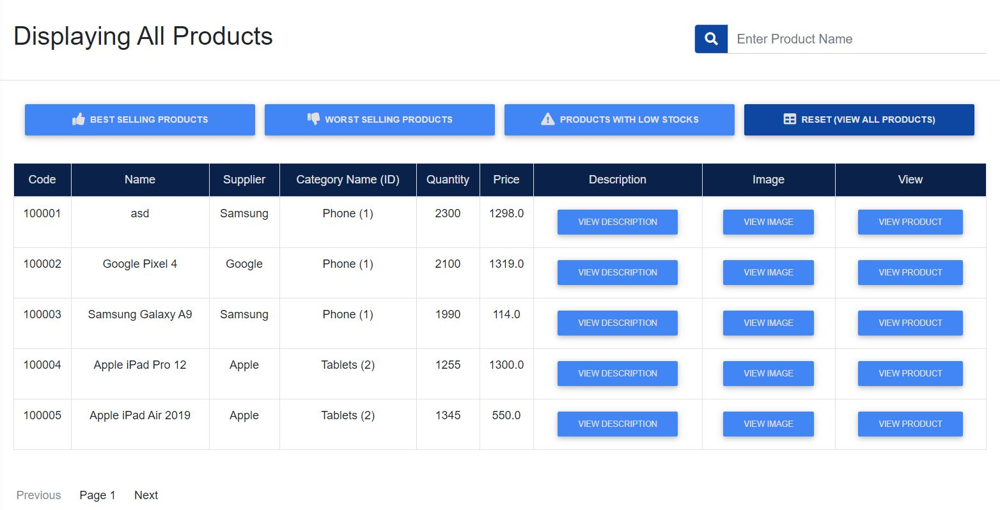 Displaying All Products
Enter Product Name
BEST SELLING PRODUCTS WORST SELLING PRODUCTS PRODUCTS WITH LOW STOCKS RESET (VIEW ALL PRODUCTS)
Code Name Supplier Category Name (ID) Quantity Price Description Image View
100001 asd Samsung Phone (1) 2300 1298.0 VIEW DESCRIPTION VIEW IMAGE VIEW PRODUCT
100002 Google Pixel 4 Google Phone (1) 2100 1319.0 VIEW DESCRIPTION VIEW IMAGE VIEW PRODUCT
100003 Samsung Galaxy A9 Samsung Phone (1) 1990 114.0 VIEW DESCRIPTION VIEW IMAGE VIEW PRODUCT
100004 Apple iPad Pro 12 Apple Tablets (2) 1255 1300.0 VIEW DESCRIPTION VIEW IMAGE VIEW PRODUCT
100005 Apple iPad Air 2019 Apple Tablets (2) 1345 550.0 VIEW DESCRIPTION VIEW IMAGE VIEW PRODUCT
Previous Page 1 Next